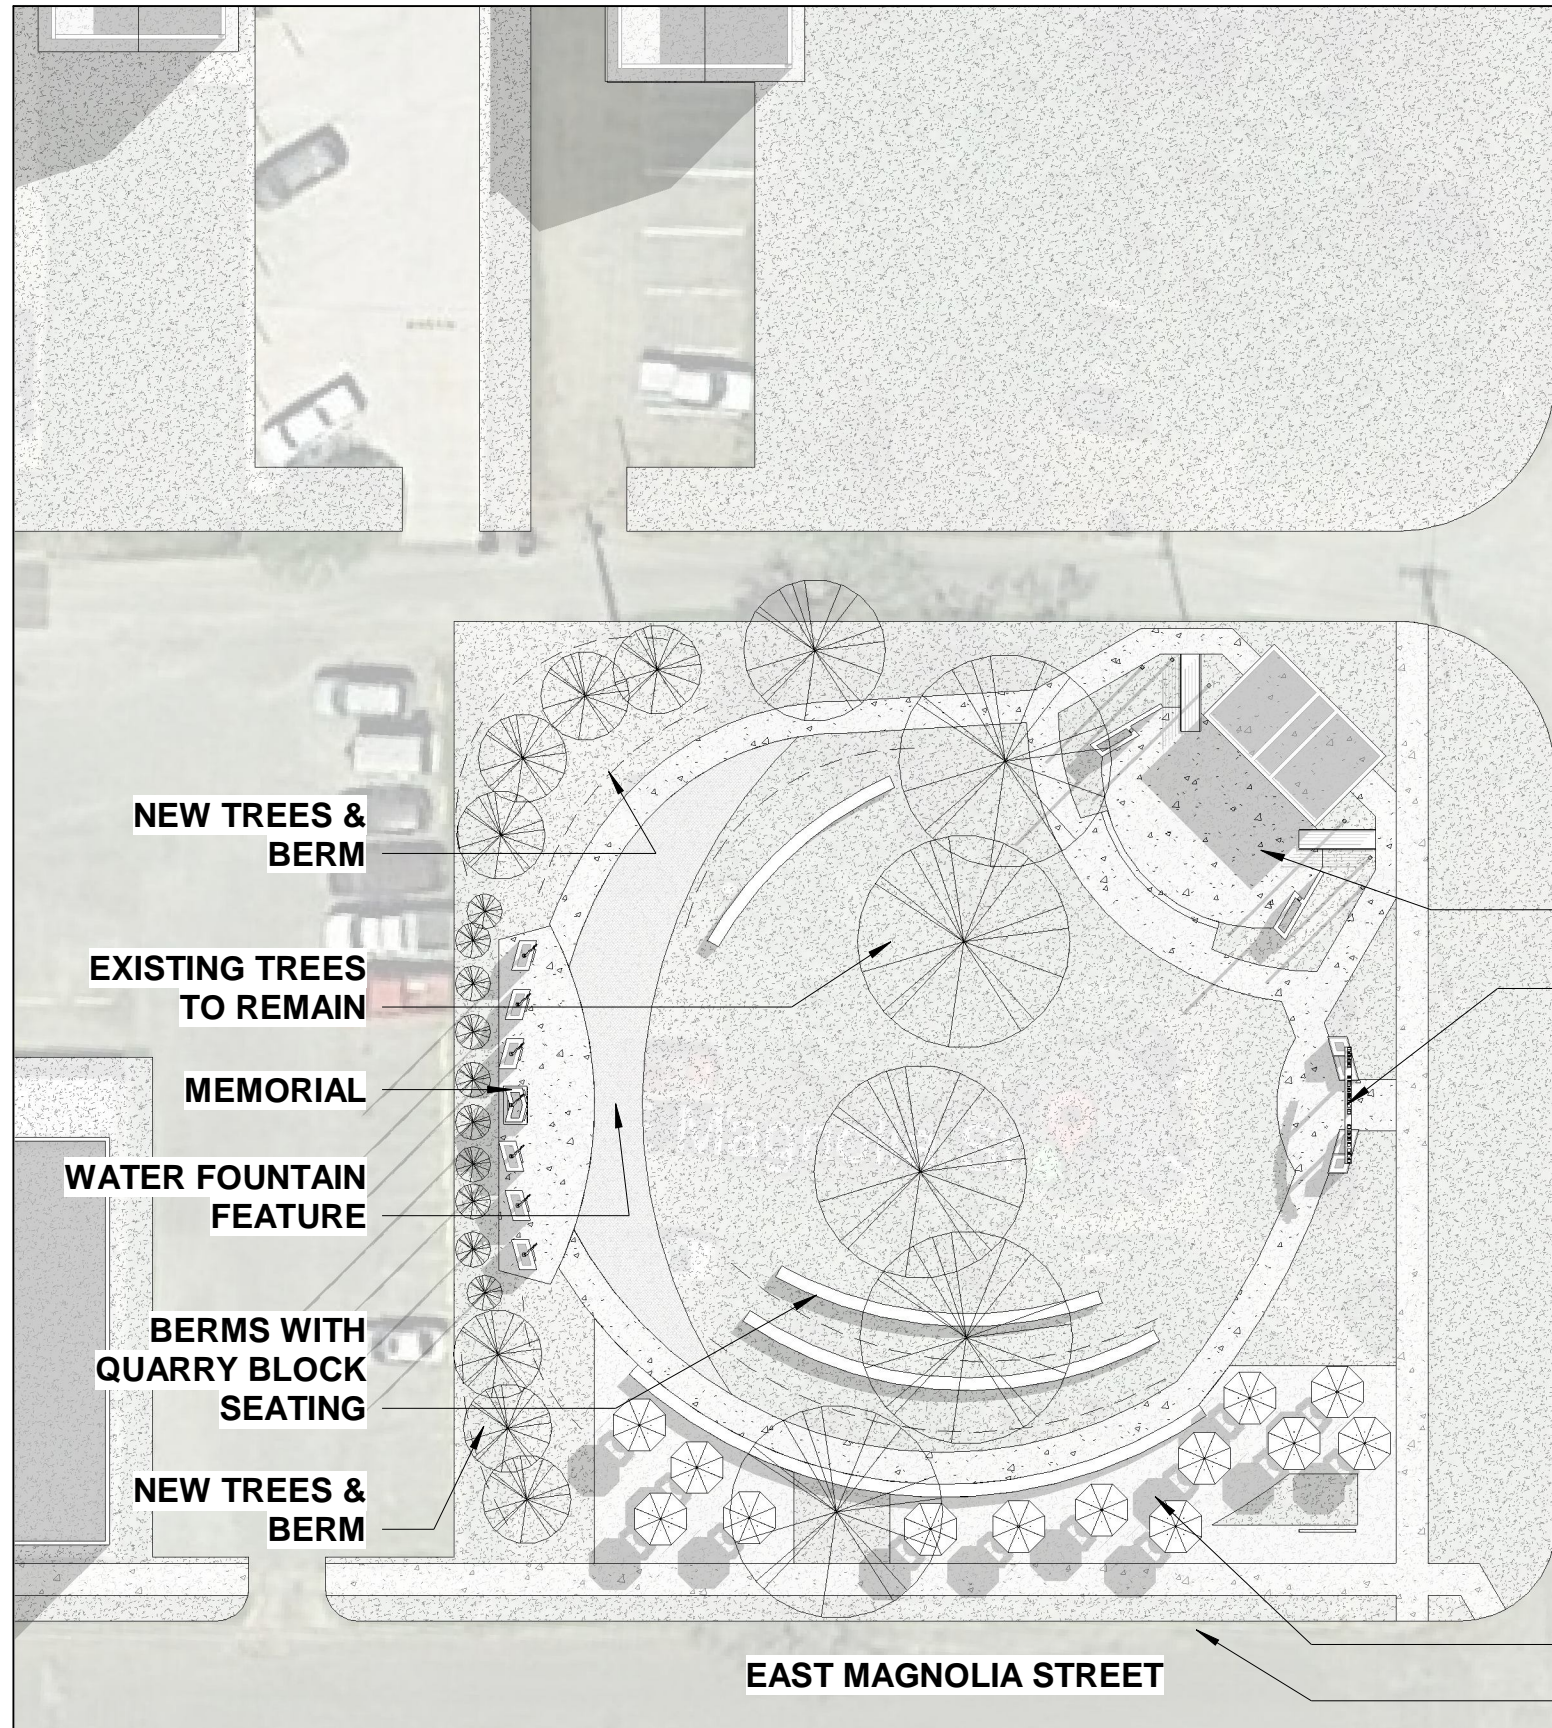 NEW TREES &
BERM
EXISTING TREES
TO REMAIN
MEMORIAL
WATER FOUNTAIN
FEATURE
BERMS WITH
QUARRY BLOCK
SEATING
NEW TREES &
BERM
EAST MAGNOLIA STREET